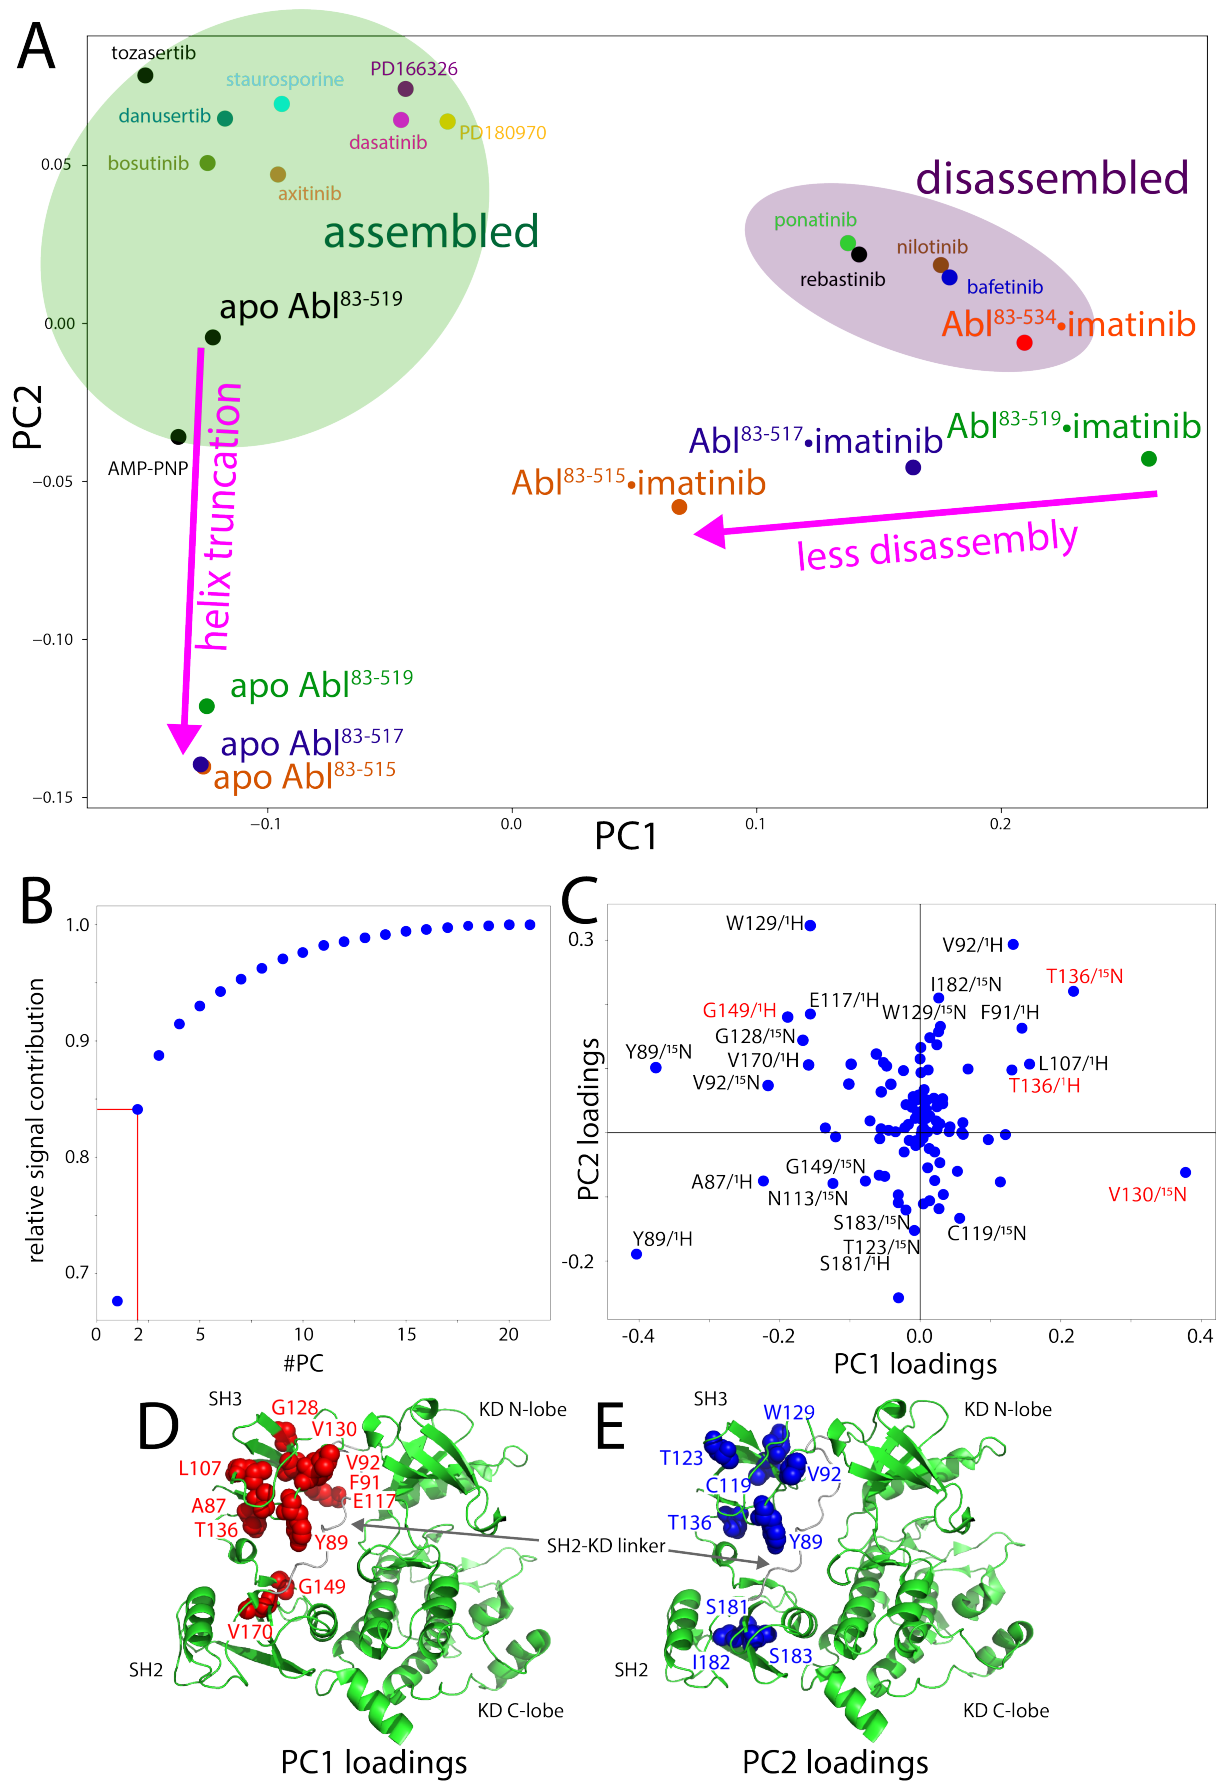 A
tozasertib
staurosporine
PD166326
danusertib
dasatinib
PD180970
bosutinib
axitinib
assembled
disassembled
ponatinib
rebastinib
nilotinib
bafetinib
apo Abl83-519
Abl83-534•imatinib
AMP-PNP
helix truncation
Abl83-519•imatinib
Abl83-517•imatinib
Abl83-515•imatinib
less disassembly
apo Abl83-519
apo Abl83-517
apo Abl83-515
PC2
0.05
0.00
−0.05
−0.10
−0.15
−0.1
0.0
0.1
0.2
PC1
B
relative signal contribution
1.0
0.9
0.8
0.7
0
2
5
10
15
20
#PC
C
PC2 loadings
0.3
-0.2
W129/1H
V92/1H
T136/15N
I182/15N
E117/1H
G149/1H
W129/15N
F91/1H
G128/15N
Y89/15N
V170/1H
L107/1H
V92/15N
T136/1H
G149/15N
A87/1H
N113/15N
V130/15N
S183/15N
C119/15N
Y89/1H
T123/15N
S181/1H
-0.4
-0.2
0.0
0.2
0.4
PC1 loadings
D
SH3
G128
V130
KD N-lobe
L107
V92
F91
A87
E117
T136
Y89
SH2-KD linker
G149
V170
SH2
KD C-lobe
PC1 loadings
E
SH3
W129
KD N-lobe
T123
V92
C119
T136
Y89
S181
I182
S183
SH2
KD C-lobe
PC2 loadings